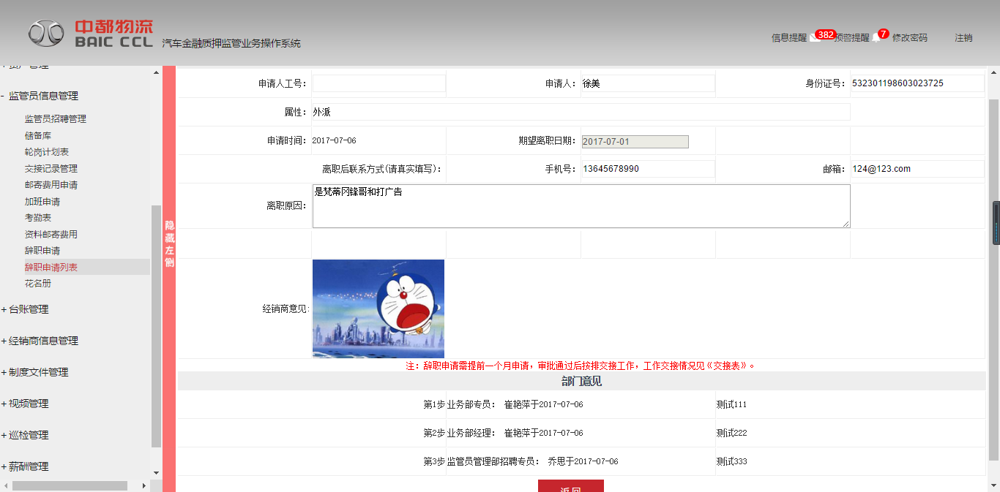 中都物流
BAIC CCL 汽车金融质押监管业务操作系统
信息提醒 382 预警提醒 7 修改密码 注销
- 监管员信息管理
监管员招聘管理
储备库
轮岗计划表
交接记录管理
邮寄费用申请
加班申请
考勤表
资料邮寄费用
辞职申请
辞职申请列表
花名册
+ 台账管理
+ 经销商信息管理
+ 制度文件管理
+ 视频管理
+ 巡检管理
+ 薪酬管理
隐藏左侧
申请人工号: 申请人: 徐美 身份证号: 532301198603023725
属性: 外派
申请时间: 2017-07-06 期望离职日期: 2017-07-01
离职后联系方式(请真实填写): 手机号: 13645678990 邮箱: 124@123.com
离职原因: 是梵蒂冈锋哥和打广告
经销商意见:
注：辞职申请需提前一个月申请，审批通过后按排交接工作，工作交接情况见《交接表》。
部门意见
第1步 业务部专员： 崔艳萍于2017-07-06 测试111
第2步 业务部经理： 崔艳萍于2017-07-06 测试222
第3步 监管员管理部招聘专员： 乔思于2017-07-06 测试333
返回